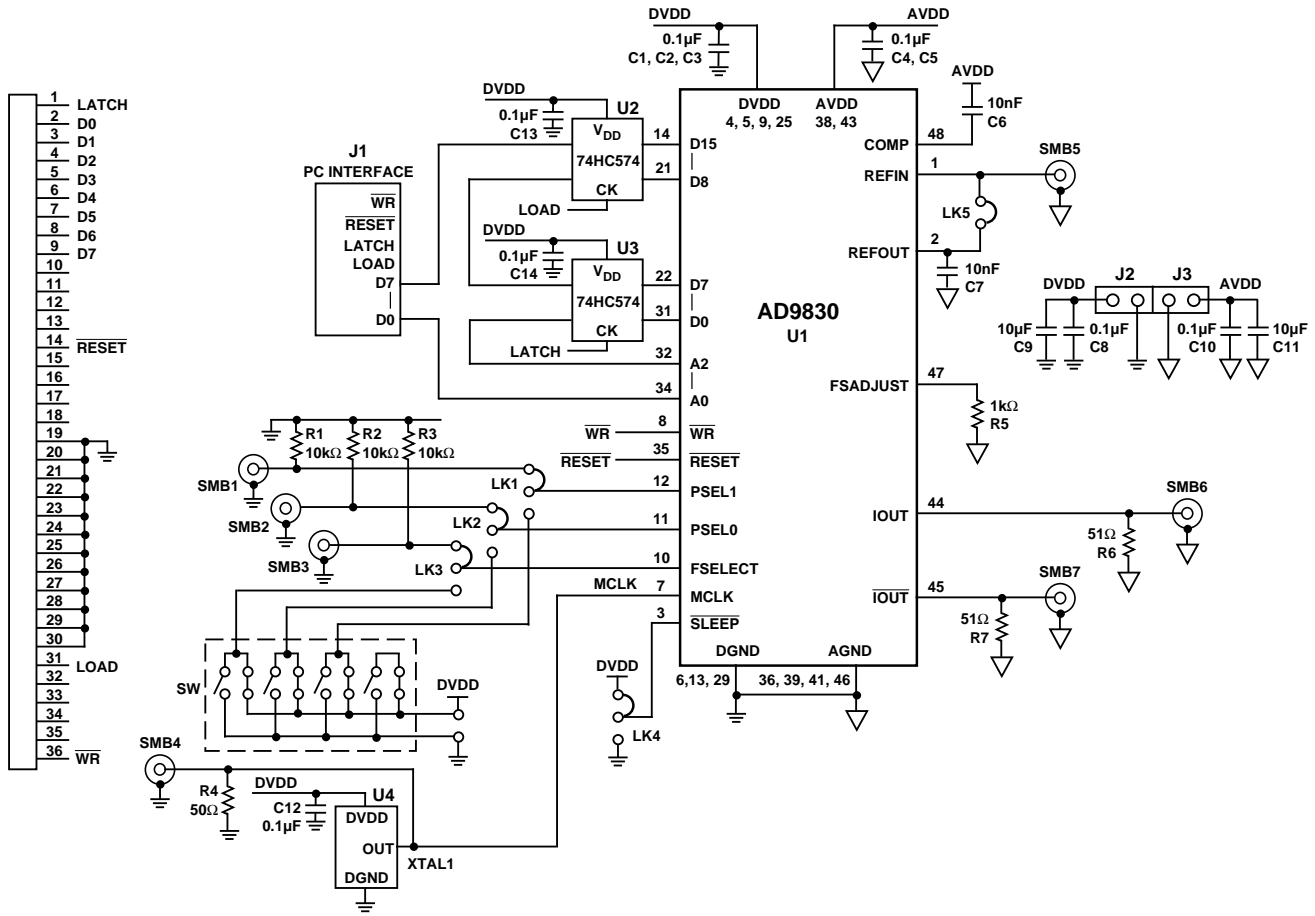 1 LATCH
2 D0
3 D1
4 D2
5 D3
6 D4
7 D5
8 D6
9 D7
10
11
12
13
14 RESET
15
16
17
18
19
20
21
22
23
24
25
26
27
28
29
30
31 LOAD
32
33
34
35
36 WR
J1
PC INTERFACE
WR
RESET
LATCH
LOAD
D7
D0
DVDD
0.1µF
C13
U2
VDD
74HC574
CK
LOAD
DVDD
0.1µF
C14
U3
VDD
74HC574
CK
LATCH
DVDD
0.1µF
C1, C2, C3
AVDD
0.1µF
C4, C5
DVDD
4, 5, 9, 25
AVDD
38, 43
AD9830
U1
14 D15
21 D8
22 D7
31 D0
32 A2
34 A0
WR 8 WR
RESET 35 RESET
12 PSEL1
11 PSEL0
10 FSELECT
MCLK 7 MCLK
3 SLEEP
DGND
6,13, 29
AGND
36, 39, 41, 46
COMP 48
REFIN 1
REFOUT 2
FSADJUST 47
IOUT 44
IOUT 45
AVDD
10nF
C6
SMB5
LK5
10nF
C7
DVDD
J2
J3
AVDD
10µF
C9
0.1µF
C8
0.1µF
C10
10µF
C11
1kΩ
R5
SMB6
51Ω
R6
SMB7
51Ω
R7
R1
10kΩ
R2
10kΩ
R3
10kΩ
SMB1
SMB2
SMB3
LK1
LK2
LK3
SW
DVDD
DVDD
LK4
SMB4
R4
50Ω
DVDD
C12
0.1µF
U4
DVDD
OUT
DGND
XTAL1